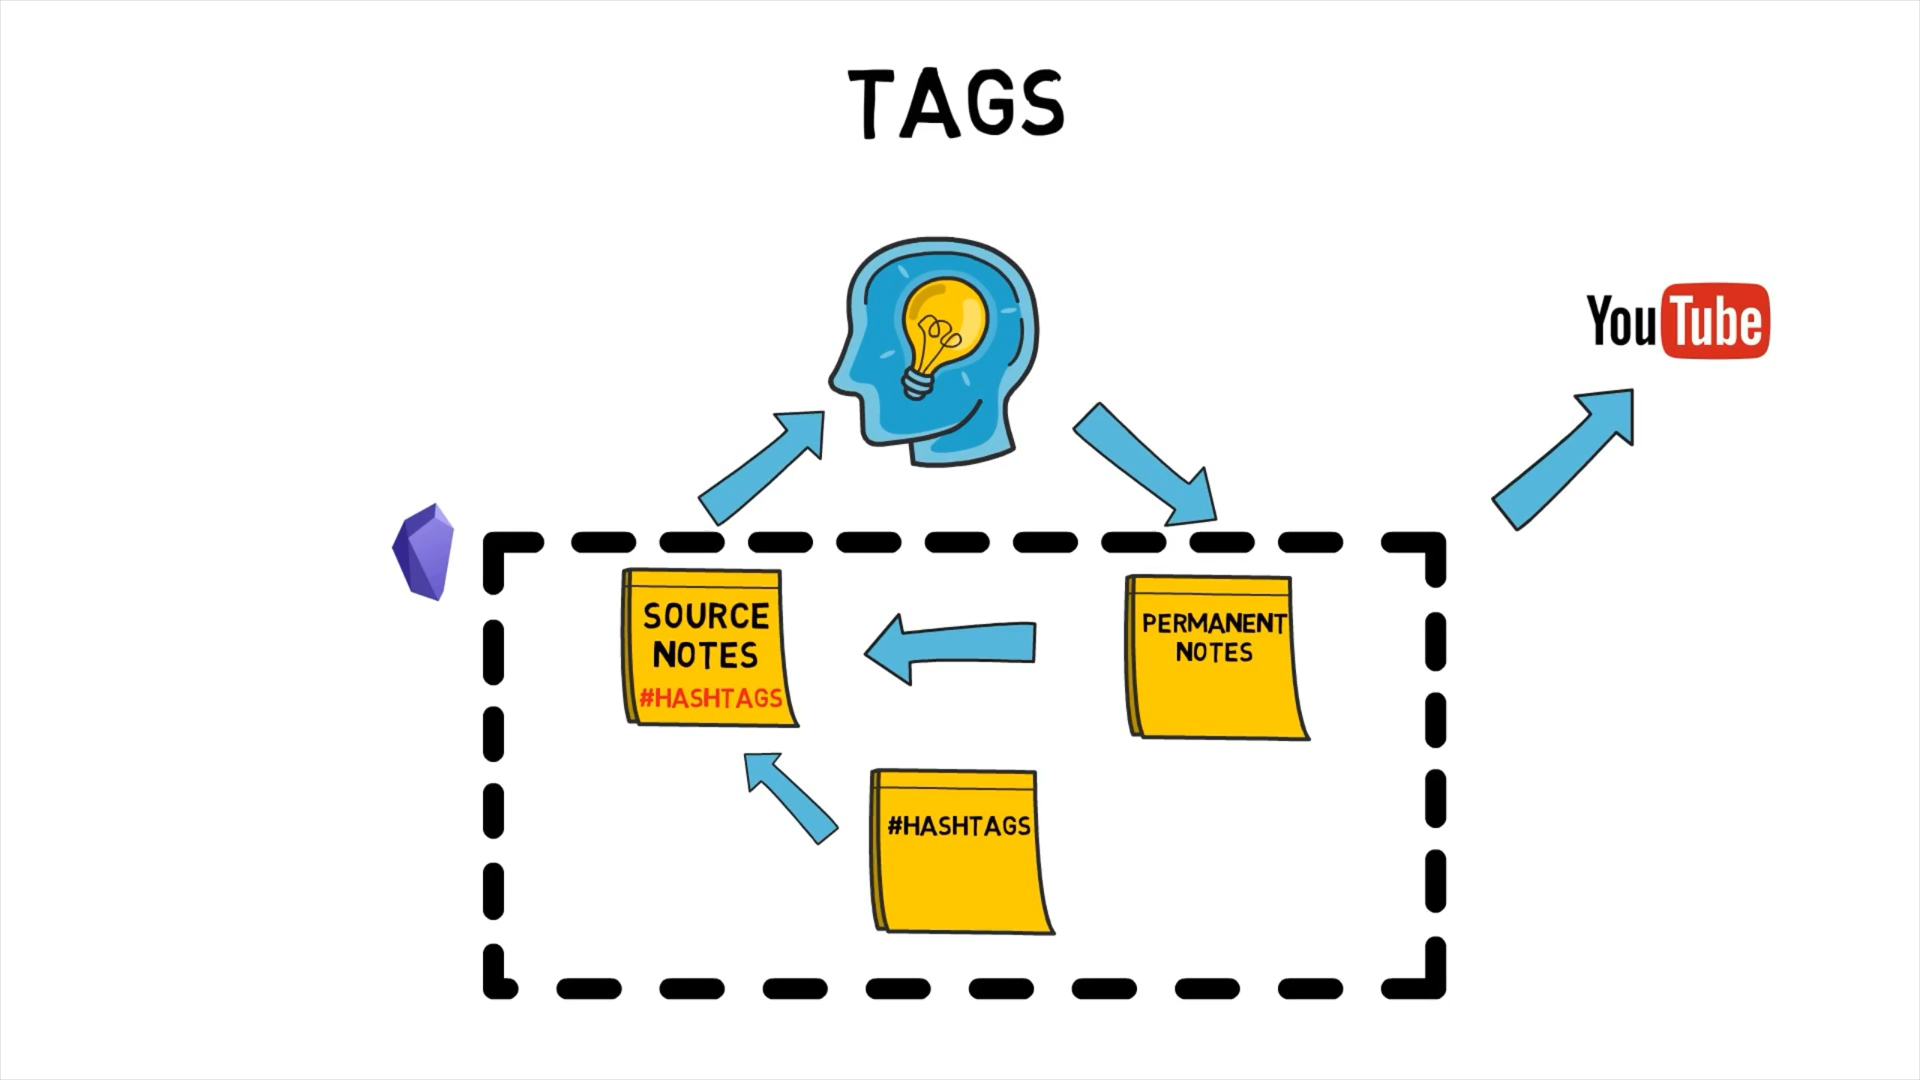 TAGS
YouTube
SOURCE
NOTES
#HASHTAGS
PERMANENT
NOTES
#HASHTAGS